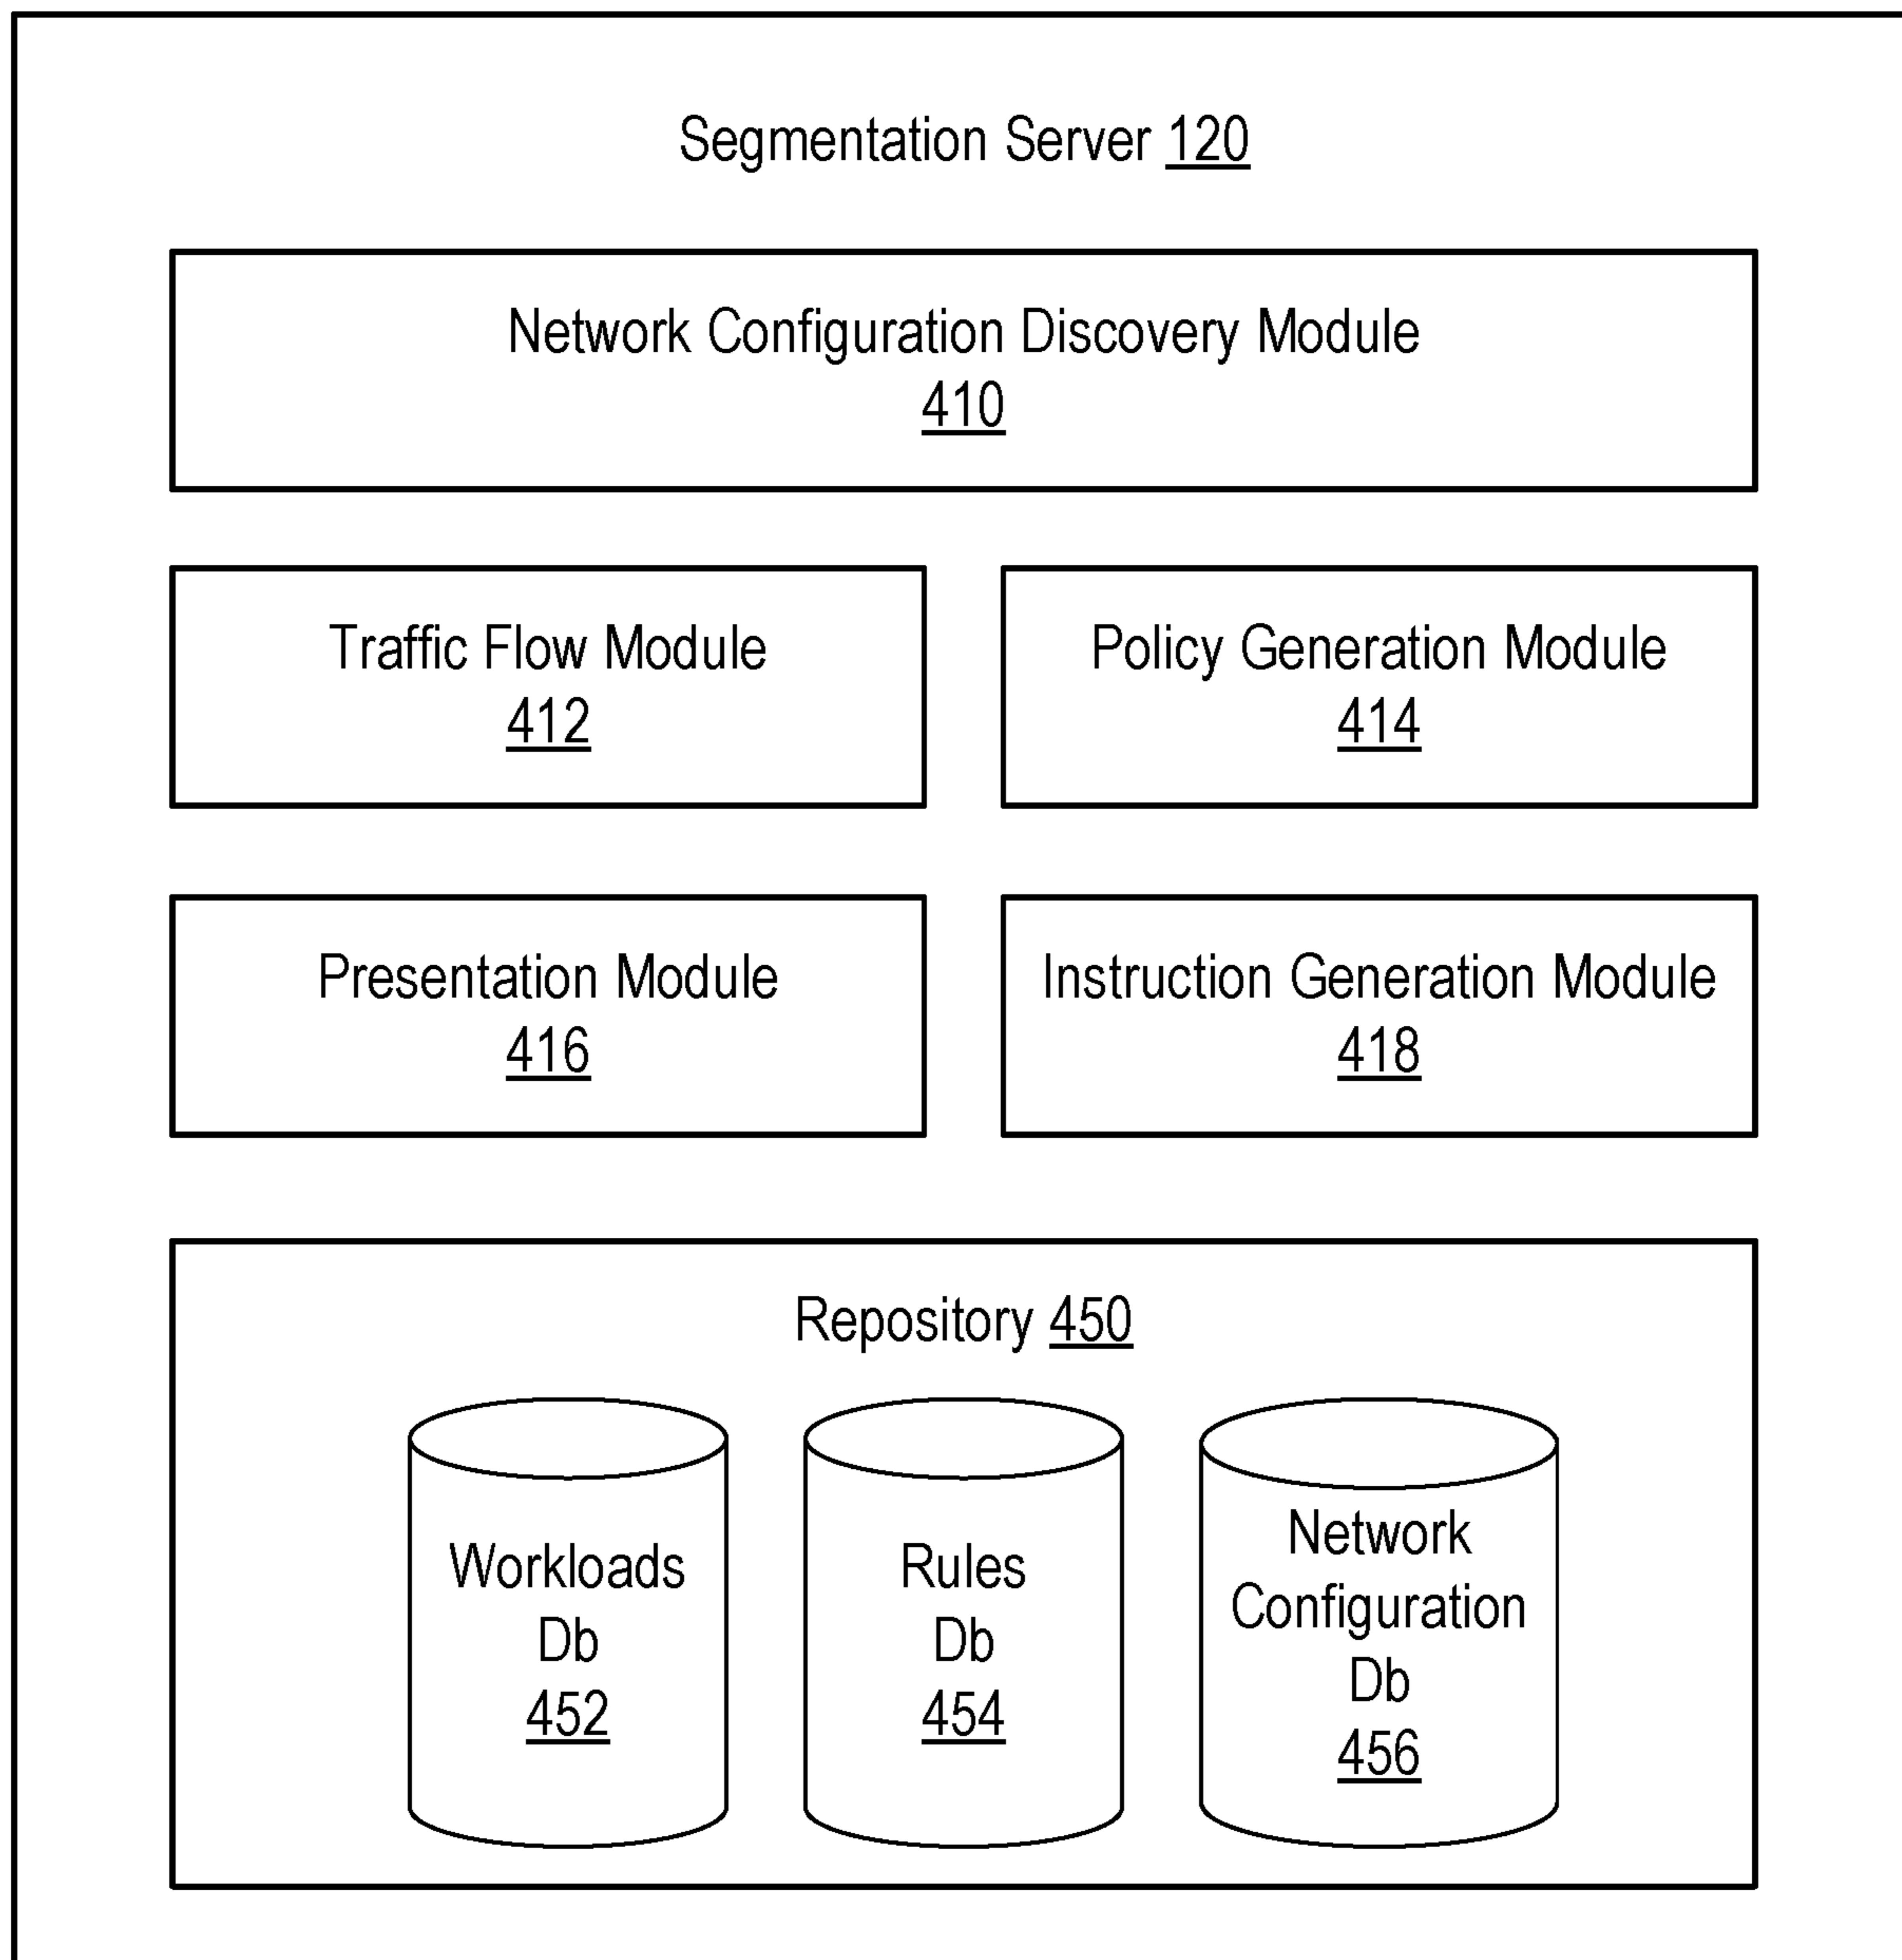 Segmentation Server 120
Network Configuration Discovery Module
410
Traffic Flow Module
412
Policy Generation Module
414
Presentation Module
416
Instruction Generation Module
418
Repository 450
Workloads
Db
452
Rules
Db
454
Network
Configuration
Db
456